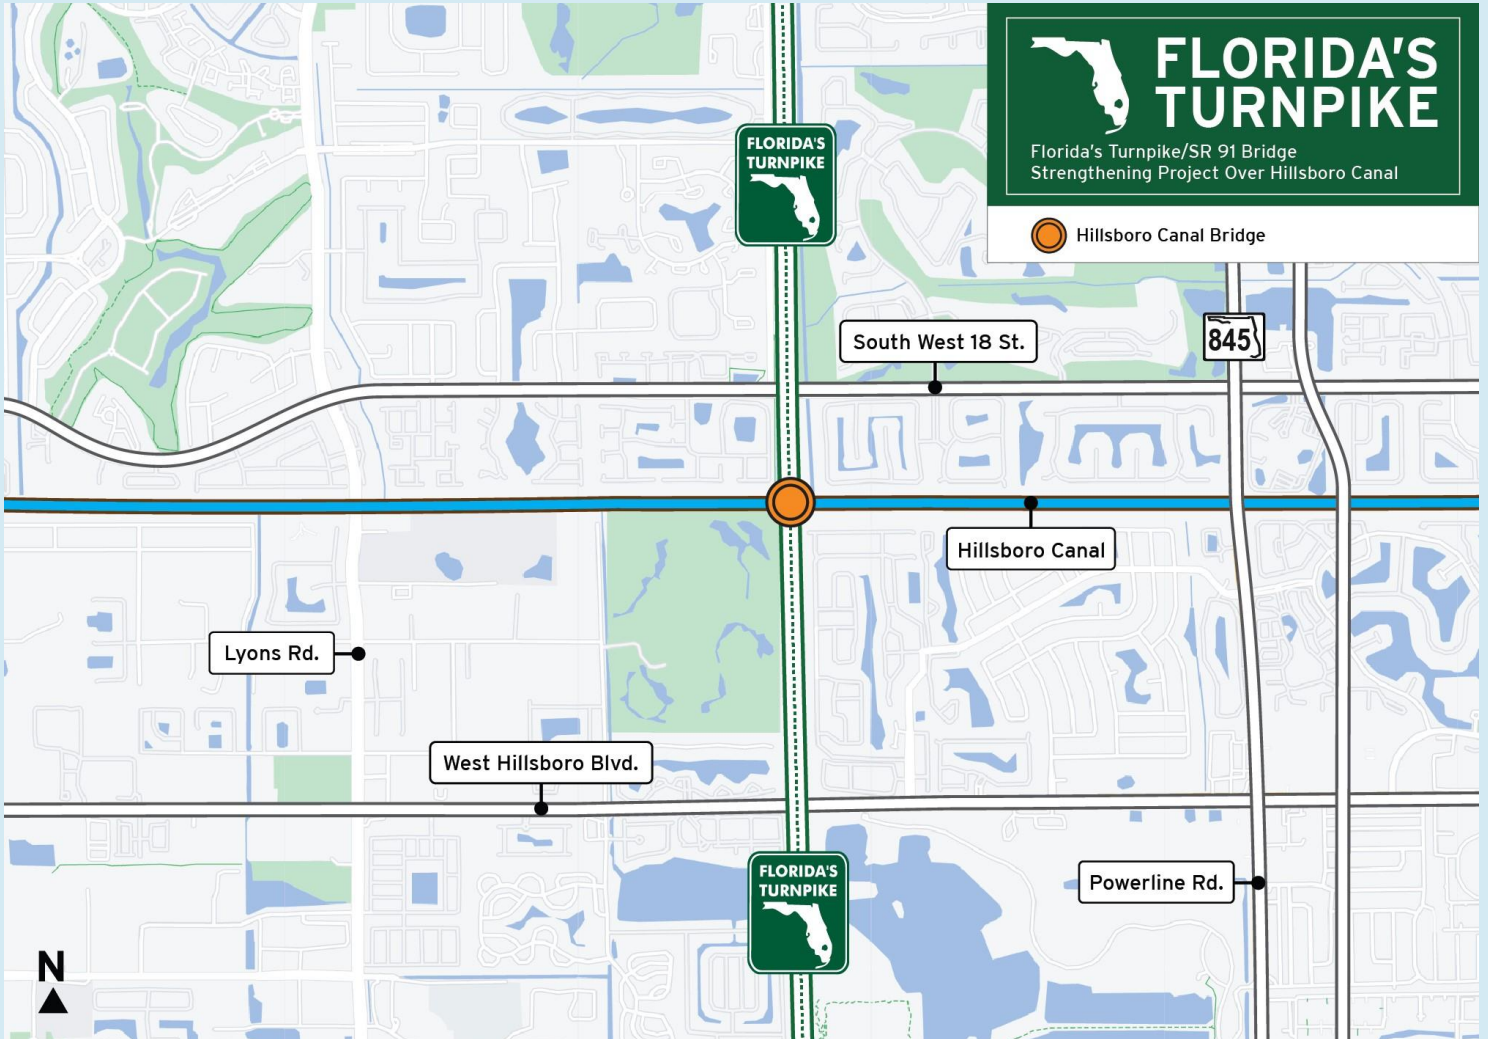 FLORIDA'S
TURNPIKE
Florida's Turnpike/SR 91 Bridge
Strengthening Project Over Hillsboro Canal
Hillsboro Canal Bridge
FLORIDA'S
TURNPIKE
South West 18 St.
845
Hillsboro Canal
Lyons Rd.
West Hillsboro Blvd.
FLORIDA'S
TURNPIKE
Powerline Rd.
N